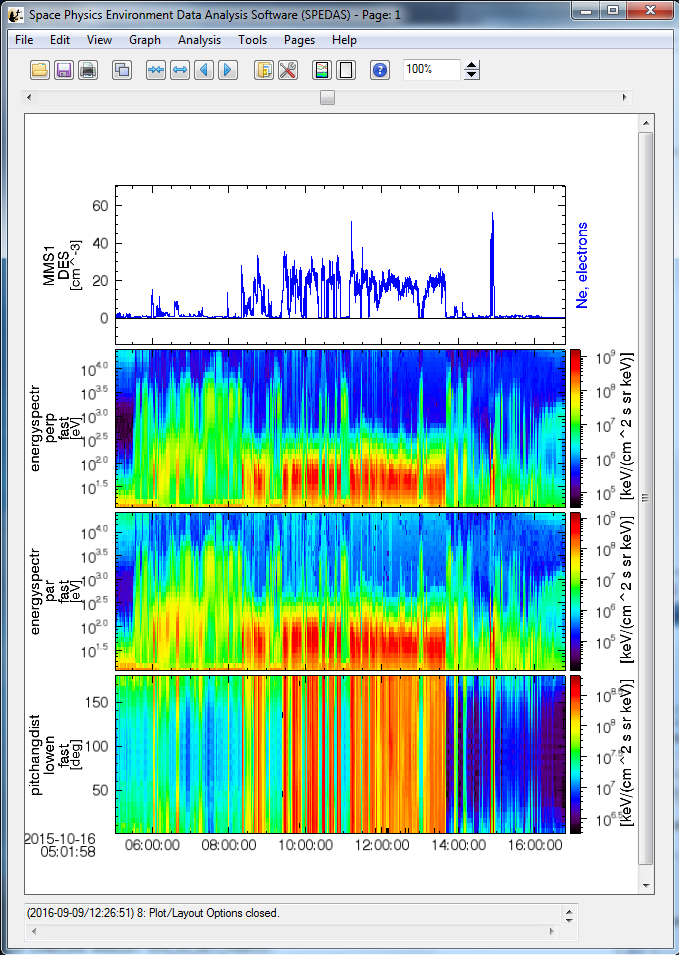 Space Physics Environment Data Analysis Software (SPEDAS) - Page: 1
File Edit View Graph Analysis Tools Pages Help
100%
60
40
20
0
MMS1
DES
[cm^-3]
Ne, electrons
10^4.0
10^3.5
10^3.0
10^2.5
10^2.0
10^1.5
energyspectr
perp
fast
[eV]
10^9
10^8
10^7
10^6
10^5
[keV/(cm^2 s sr keV)]
10^4.0
10^3.5
10^3.0
10^2.5
10^2.0
10^1.5
energyspectr
par
fast
[eV]
10^9
10^8
10^7
10^6
10^5
[keV/(cm^2 s sr keV)]
150
100
50
pitchangdist
lowen
fast
[deg]
10^8.5
10^8
10^7.5
10^7
10^6.5
[keV/(cm^2 s sr keV)]
2015-10-16
05:01:58
06:00:00 08:00:00 10:00:00 12:00:00 14:00:00 16:00:00
(2016-09-09/12:26:51) 8: Plot/Layout Options closed.